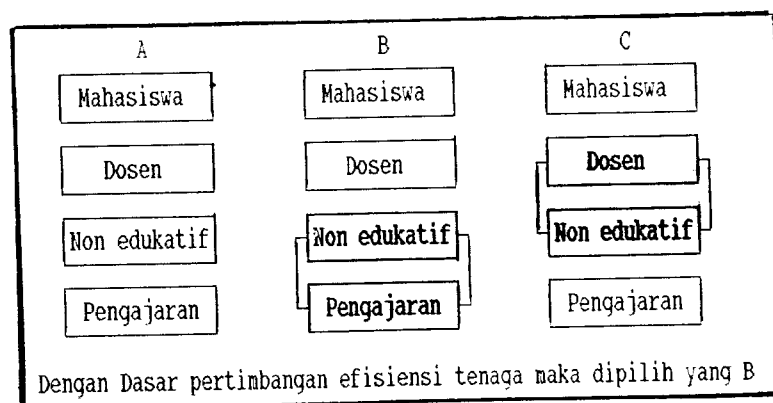 A B C
Mahasiswa Mahasiswa Mahasiswa
Dosen Dosen Dosen
Non edukatif Non edukatif Non edukatif
Pengajaran Pengajaran Pengajaran
Dengan Dasar pertimbangan efisiensi tenaga maka dipilih yang B